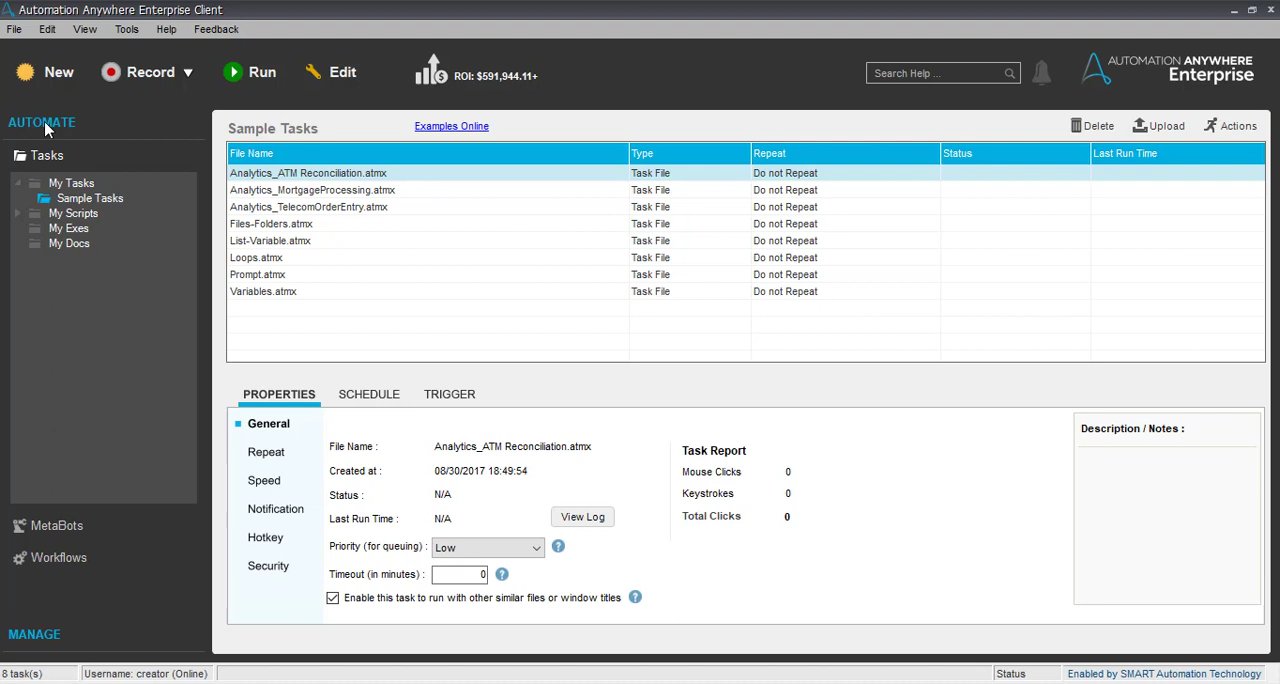 Automation Anywhere Enterprise Client
File Edit View Tools Help Feedback
New Record Run Edit ROI: $591,944.11+ Search Help ... AUTOMATION ANYWHERE
Enterprise
AUTOMATE
Tasks
My Tasks
Sample Tasks
My Scripts
My Exes
My Docs
MetaBots
Workflows
MANAGE
Sample Tasks Examples Online Delete Upload Actions
File Name Type Repeat Status Last Run Time
Analytics_ATM Reconciliation.atmx Task File Do not Repeat
Analytics_MortgageProcessing.atmx Task File Do not Repeat
Analytics_TelecomOrderEntry.atmx Task File Do not Repeat
Files-Folders.atmx Task File Do not Repeat
List-Variable.atmx Task File Do not Repeat
Loops.atmx Task File Do not Repeat
Prompt.atmx Task File Do not Repeat
Variables.atmx Task File Do not Repeat
PROPERTIES SCHEDULE TRIGGER
General
Repeat
Speed
Notification
Hotkey
Security
File Name : Analytics_ATM Reconciliation.atmx
Created at : 08/30/2017 18:49:54
Status : N/A
Last Run Time : N/A View Log
Priority (for queuing) : Low ?
Timeout (in minutes) : 0 ?
Enable this task to run with other similar files or window titles ?
Task Report
Mouse Clicks 0
Keystrokes 0
Total Clicks 0
Description / Notes :
8 task(s) Username: creator (Online) Status Enabled by SMART Automation Technology